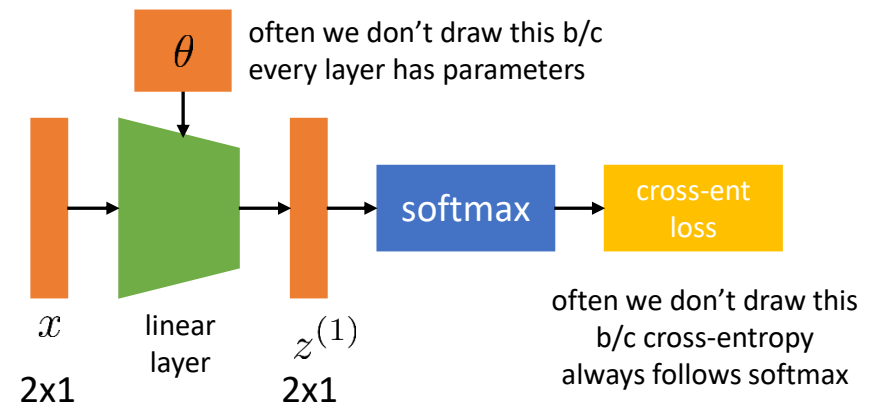 θ
often we don't draw this b/c
every layer has parameters
softmax
cross-ent
loss
x
linear
layer
z^{(1)}
2x1
2x1
often we don't draw this
b/c cross-entropy
always follows softmax